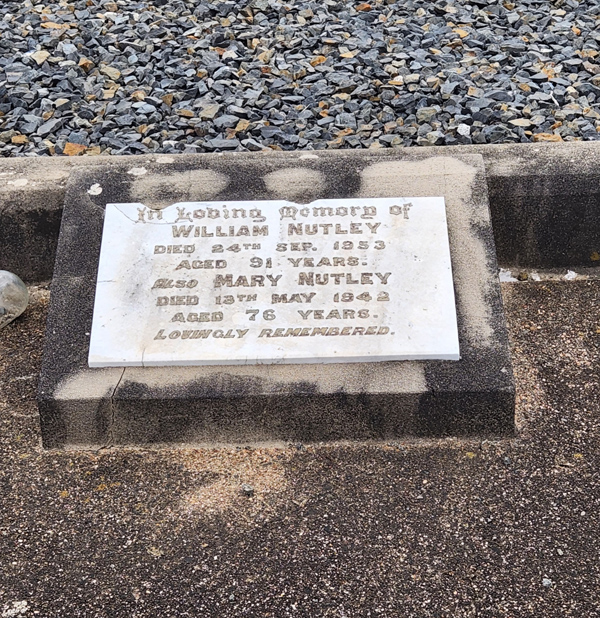 In Loving Memory of
WILLIAM NUTLEY
DIED 24TH SEP. 1953
AGED 91 YEARS.
ALSO MARY NUTLEY
DIED 13TH MAY 1942
AGED 76 YEARS.
LOVINGLY REMEMBERED.